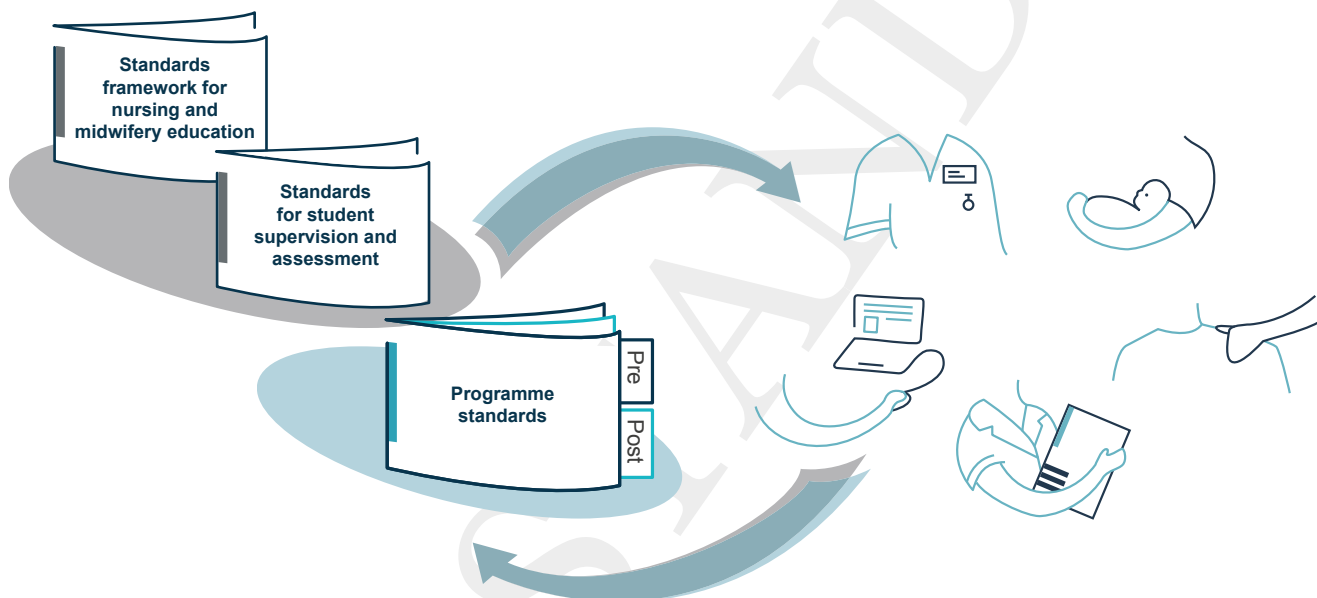 Standards
framework for
nursing and
midwifery education
Standards
for student
supervision and
assessment
Programme
standards
Pre
Post